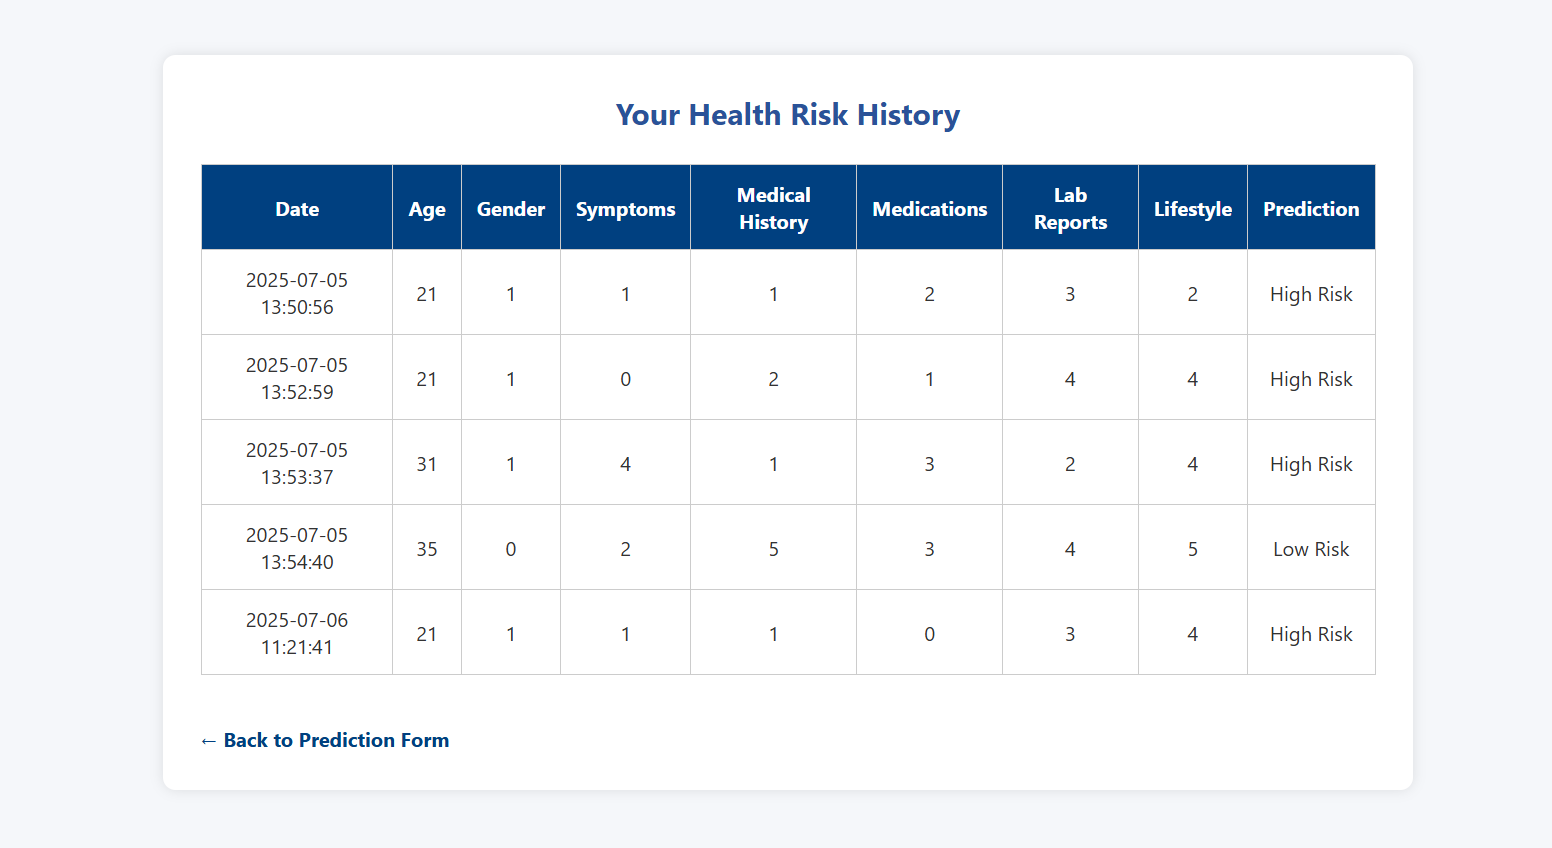 Your Health Risk History
Date Age Gender Symptoms Medical History Medications Lab Reports Lifestyle Prediction
2025-07-05 13:50:56 21 1 1 1 2 3 2 High Risk
2025-07-05 13:52:59 21 1 0 2 1 4 4 High Risk
2025-07-05 13:53:37 31 1 4 1 3 2 4 High Risk
2025-07-05 13:54:40 35 0 2 5 3 4 5 Low Risk
2025-07-06 11:21:41 21 1 1 1 0 3 4 High Risk
← Back to Prediction Form